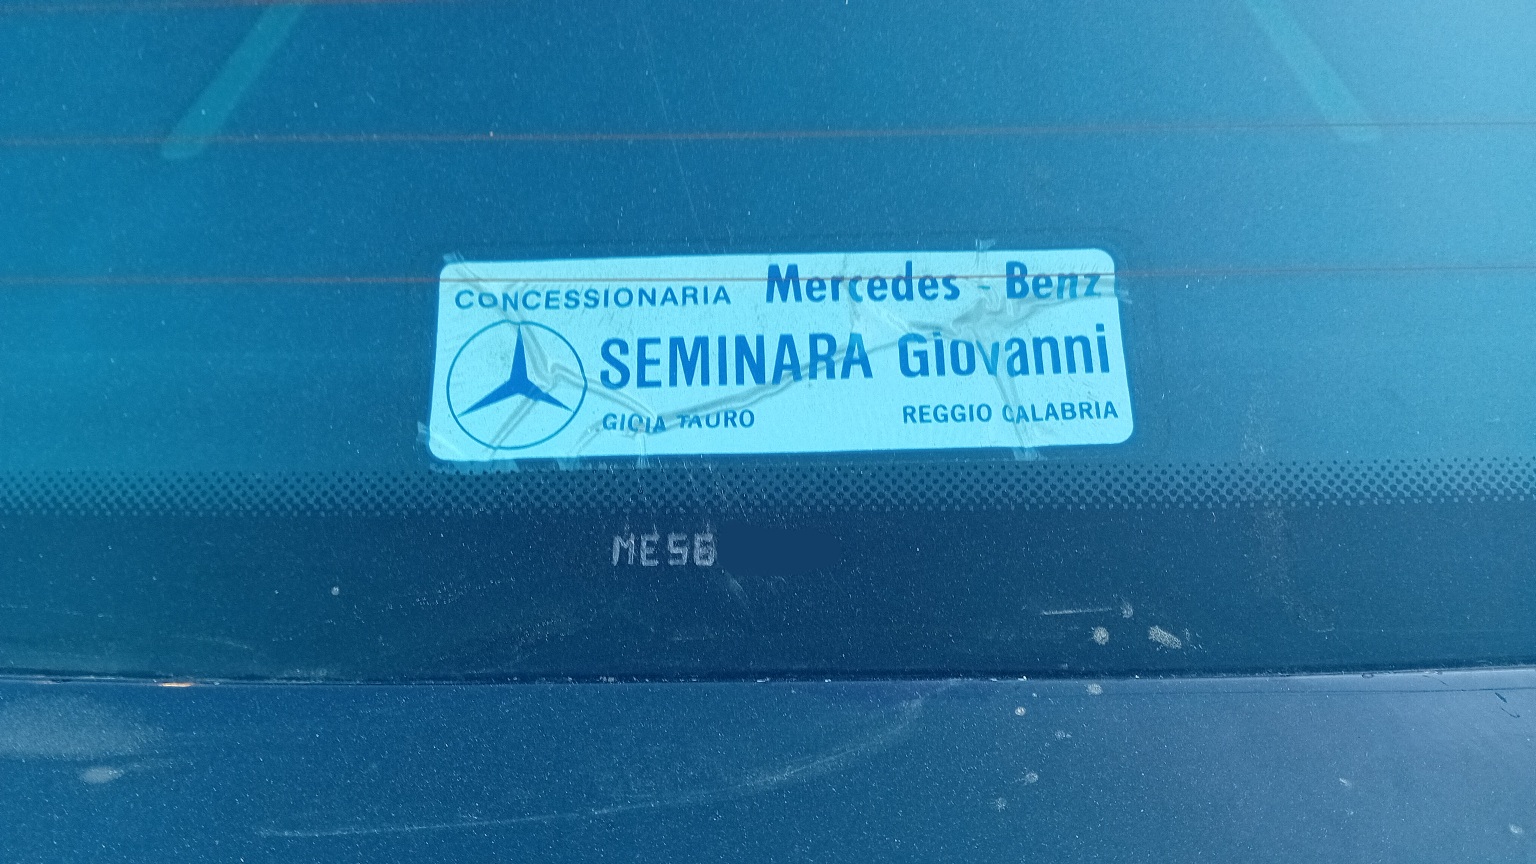 CONCESSIONARIA Mercedes - Benz
SEMINARA Giovanni
GIOIA TAURO REGGIO CALABRIA
ME56